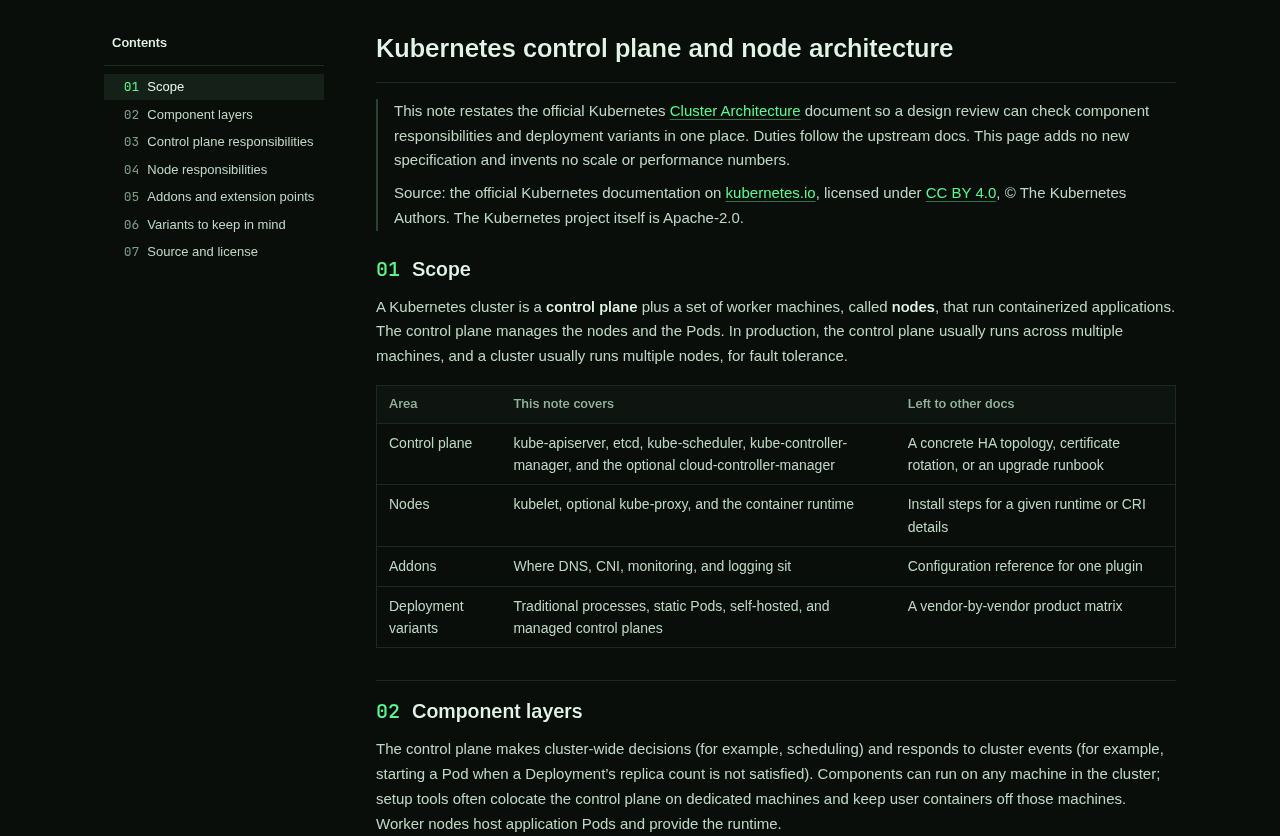 Contents
01 Scope
02 Component layers
03 Control plane responsibilities
04 Node responsibilities
05 Addons and extension points
06 Variants to keep in mind
07 Source and license
Kubernetes control plane and node architecture
This note restates the official Kubernetes Cluster Architecture document so a design review can check component
responsibilities and deployment variants in one place. Duties follow the upstream docs. This page adds no new
specification and invents no scale or performance numbers.
Source: the official Kubernetes documentation on kubernetes.io, licensed under CC BY 4.0, © The Kubernetes
Authors. The Kubernetes project itself is Apache-2.0.
01 Scope
A Kubernetes cluster is a control plane plus a set of worker machines, called nodes, that run containerized applications.
The control plane manages the nodes and the Pods. In production, the control plane usually runs across multiple
machines, and a cluster usually runs multiple nodes, for fault tolerance.
Area This note covers Left to other docs
Control plane kube-apiserver, etcd, kube-scheduler, kube-controller- A concrete HA topology, certificate
manager, and the optional cloud-controller-manager rotation, or an upgrade runbook
Nodes kubelet, optional kube-proxy, and the container runtime Install steps for a given runtime or CRI
details
Addons Where DNS, CNI, monitoring, and logging sit Configuration reference for one plugin
Deployment Traditional processes, static Pods, self-hosted, and A vendor-by-vendor product matrix
variants managed control planes
02 Component layers
The control plane makes cluster-wide decisions (for example, scheduling) and responds to cluster events (for example,
starting a Pod when a Deployment's replica count is not satisfied). Components can run on any machine in the cluster;
setup tools often colocate the control plane on dedicated machines and keep user containers off those machines.
Worker nodes host application Pods and provide the runtime.